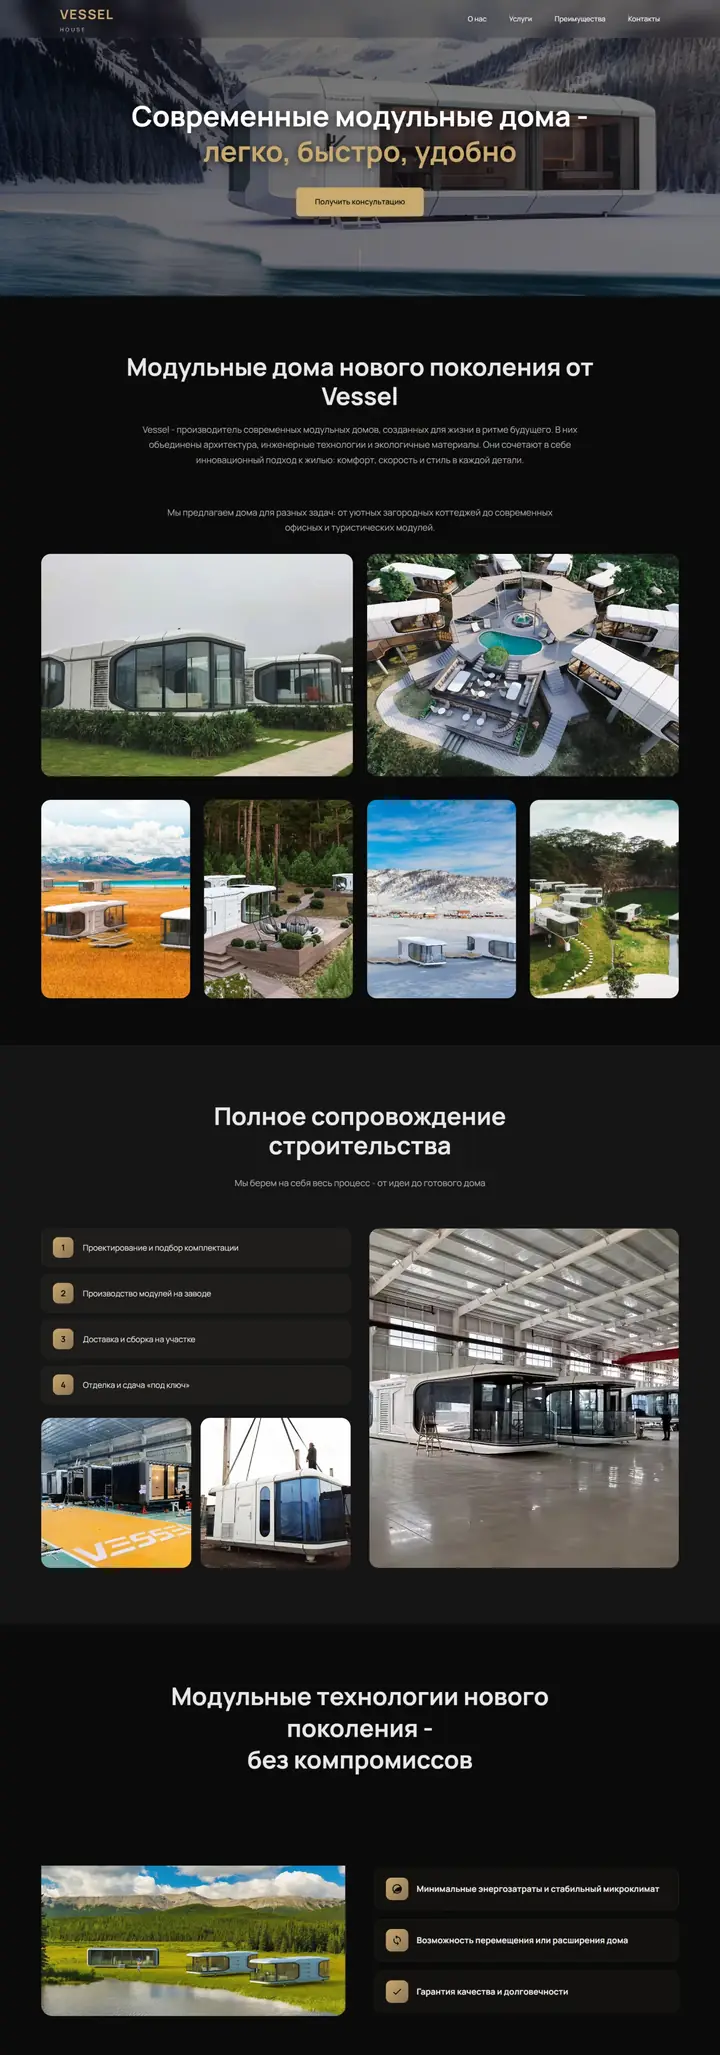 VESSEL
HOUSE
О нас Услуги Преимущества Контакты
Современные модульные дома -
легко, быстро, удобно
Получить консультацию
Модульные дома нового поколения от
Vessel
Vessel - производитель современных модульных домов, созданных для жизни в ритме будущего. В них
объединены архитектура, инженерные технологии и экологичные материалы. Они сочетают в себе
инновационный подход к жилью: комфорт, скорость и стиль в каждой детали.
Мы предлагаем дома для разных задач: от уютных загородных коттеджей до современных
офисных и туристических модулей.
Полное сопровождение
строительства
Мы берем на себя весь процесс - от идеи до готового дома
1 Проектирование и подбор комплектации
2 Производство модулей на заводе
3 Доставка и сборка на участке
4 Отделка и сдача «под ключ»
VESSE
Модульные технологии нового
поколения -
без компромиссов
Минимальные энергозатраты и стабильный микроклимат
Возможность перемещения или расширения дома
Гарантия качества и долговечности